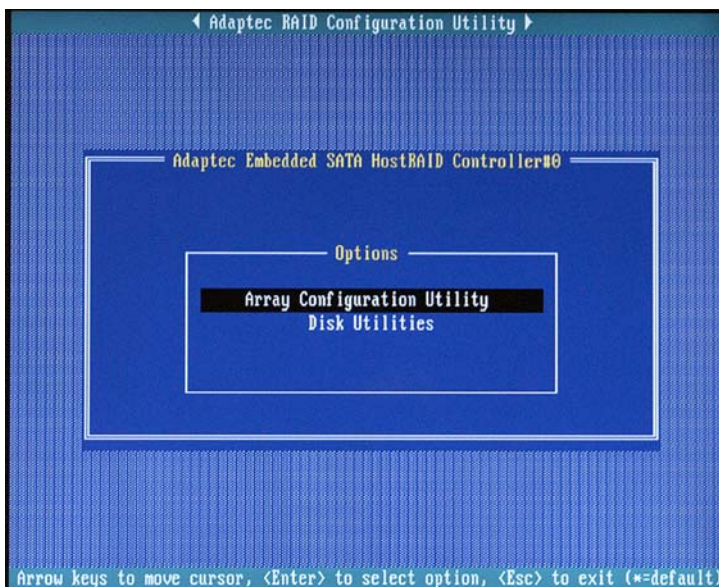 Adaptec RAID Configuration Utility
Adaptec Embedded SATA HostRAID Controller#0
Options
Array Configuration Utility
Disk Utilities
Arrow keys to move cursor, <Enter> to select option, <Esc> to exit (*=default)